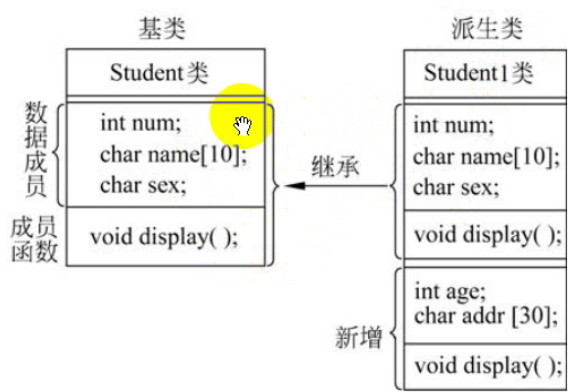 基类
Student类
数据成员
int num;
char name[10];
char sex;
成员
函数
void display( );
继承
派生类
Student1类
int num;
char name[10];
char sex;
void display( );
新增
int age;
char addr [30];
void display( );